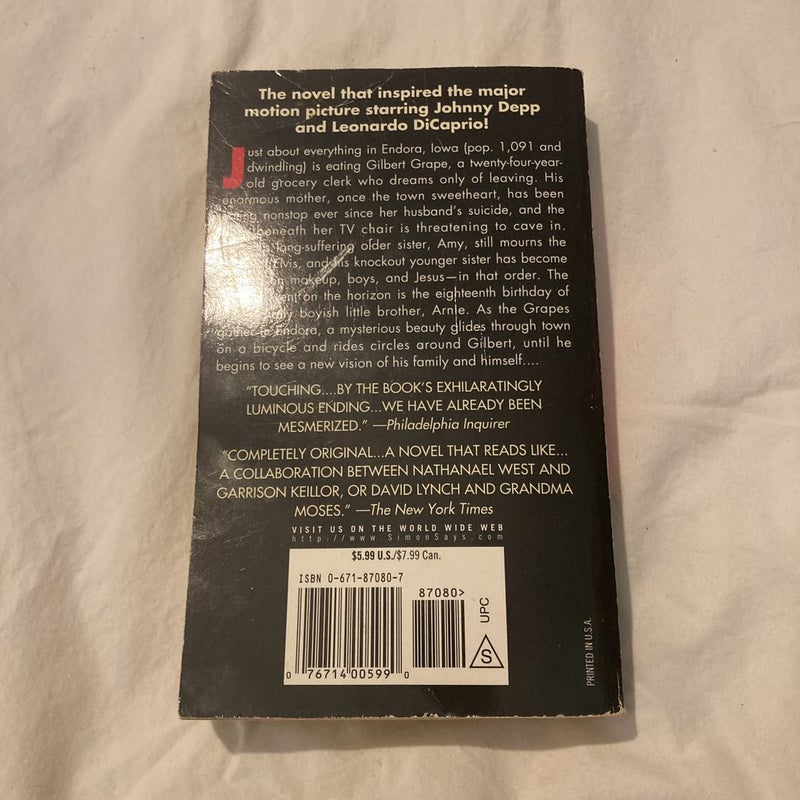 The novel that inspired the major
motion picture starring Johnny Depp
and Leonardo DiCaprio!
Just about everything in Endora, Iowa (pop. 1,091 and
dwindling) is eating Gilbert Grape, a twenty-four-year-
old grocery clerk who dreams only of leaving. His
enormous mother, once the town sweetheart, has been
nonstop ever since her husband's suicide, and the
beneath her TV chair is threatening to cave in.
long-suffering older sister, Amy, still mourns the
Elvis, and his knockout younger sister has become
makeup, boys, and Jesus—in that order. The
on the horizon is the eighteenth birthday of
boyish little brother, Arnie. As the Grapes
gather in Endora, a mysterious beauty glides through town
on a bicycle and rides circles around Gilbert, until he
begins to see a new vision of his family and himself....
"TOUCHING....BY THE BOOK'S EXHILARATINGLY
LUMINOUS ENDING...WE HAVE ALREADY BEEN
MESMERIZED." —Philadelphia Inquirer
"COMPLETELY ORIGINAL...A NOVEL THAT READS LIKE...
A COLLABORATION BETWEEN NATHANAEL WEST AND
GARRISON KEILLOR, OR DAVID LYNCH AND GRANDMA
MOSES." —The New York Times
VISIT US ON THE WORLD WIDE WEB
http://www.SimonSays.com
$5.99 U.S./$7.99 Can.
ISBN 0-671-87080-7
87080>
UPC
S
0 76714 00599 0
PRINTED IN U.S.A.